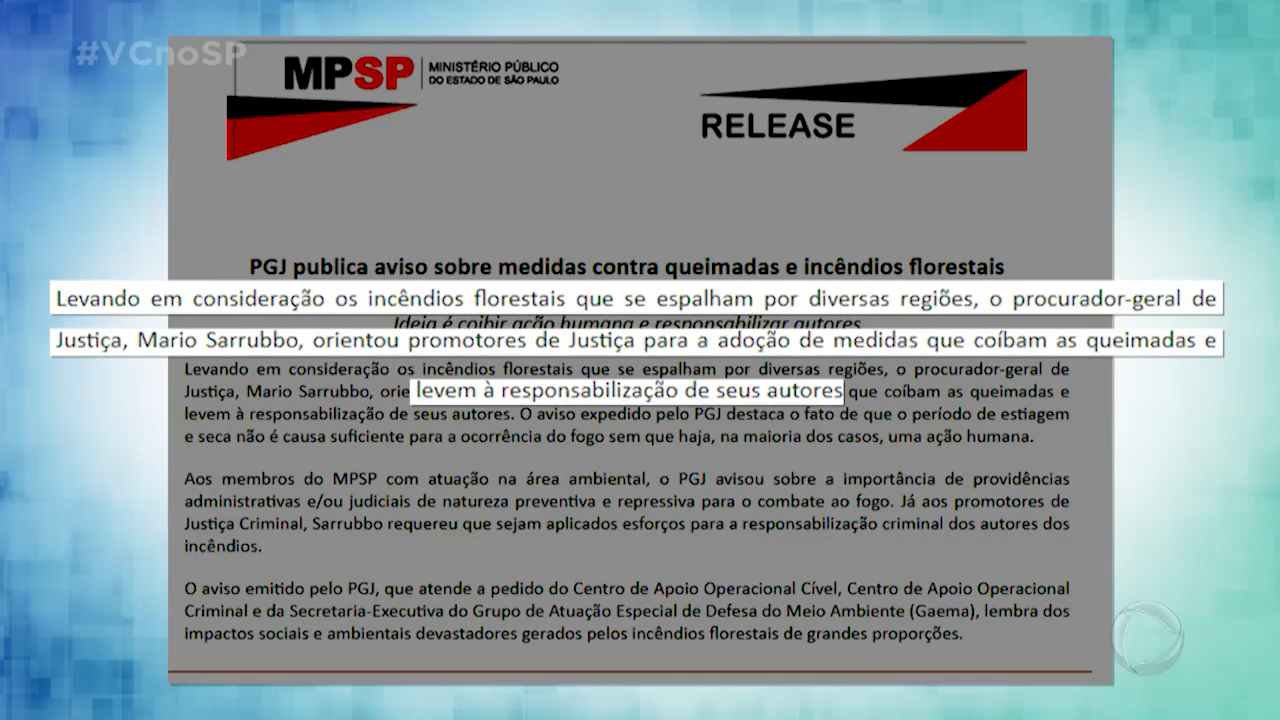 #VCnoSP
MPSP
MINISTÉRIO PÚBLICO
DO ESTADO DE SÃO PAULO
RELEASE
PGJ publica aviso sobre medidas contra queimadas e incêndios florestais
Levando em consideração os incêndios florestais que se espalham por diversas regiões, o procurador-geral de
Ideia é coibir ação humana e responsabilizar autores
Justiça, Mario Sarrubbo, orientou promotores de Justiça para a adoção de medidas que coíbam as queimadas e
Levando em consideração os incêndios florestais que se espalham por diversas regiões, o procurador-geral de
Justiça, Mario Sarrubbo, orie
levem à responsabilização de seus autores
que coíbam as queimadas e
levem à responsabilização de seus autores. O aviso expedido pelo PGJ destaca o fato de que o período de estiagem
e seca não é causa suficiente para a ocorrência do fogo sem que haja, na maioria dos casos, uma ação humana.
Aos membros do MPSP com atuação na área ambiental, o PGJ avisou sobre a importância de providências
administrativas e/ou judiciais de natureza preventiva e repressiva para o combate ao fogo. Já aos promotores de
Justiça Criminal, Sarrubbo requereu que sejam aplicados esforços para a responsabilização criminal dos autores dos
incêndios.
O aviso emitido pelo PGJ, que atende a pedido do Centro de Apoio Operacional Cível, Centro de Apoio Operacional
Criminal e da Secretaria-Executiva do Grupo de Atuação Especial de Defesa do Meio Ambiente (Gaema), lembra dos
impactos sociais e ambientais devastadores gerados pelos incêndios florestais de grandes proporções.